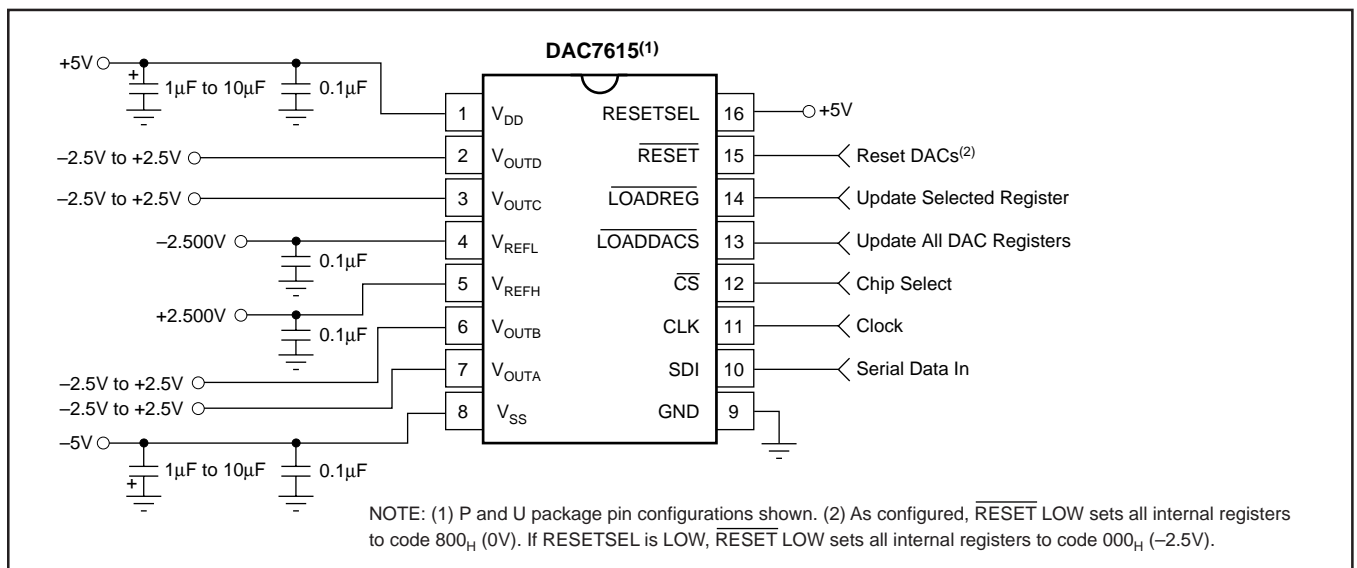 DAC7615(1)
+5V
+
1μF to 10μF
0.1μF
1 VDD
RESETSEL 16
+5V
–2.5V to +2.5V
2 VOUTD
RESET 15
Reset DACs(2)
–2.5V to +2.5V
3 VOUTC
LOADREG 14
Update Selected Register
–2.500V
0.1μF
4 VREFL
LOADDACS 13
Update All DAC Registers
+2.500V
0.1μF
5 VREFH
CS 12
Chip Select
–2.5V to +2.5V
6 VOUTB
CLK 11
Clock
–2.5V to +2.5V
7 VOUTA
SDI 10
Serial Data In
–5V
1μF to 10μF
+
0.1μF
8 VSS
GND 9
NOTE: (1) P and U package pin configurations shown. (2) As configured, RESET LOW sets all internal registers
to code 800H (0V). If RESETSEL is LOW, RESET LOW sets all internal registers to code 000H (–2.5V).